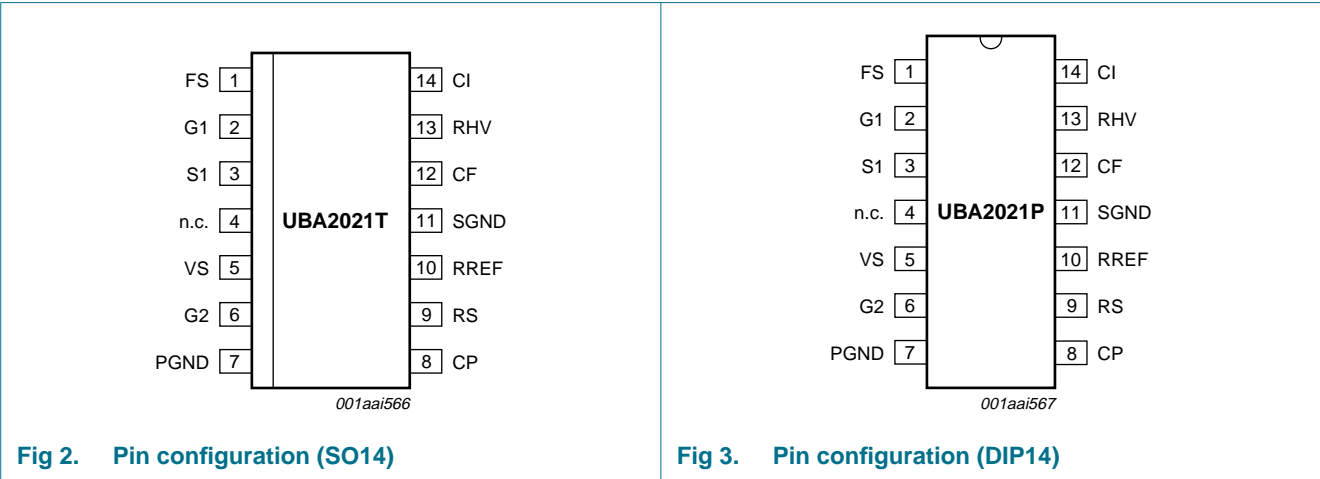 FS 1 14 CI
G1 2 13 RHV
S1 3 12 CF
n.c. 4 UBA2021T 11 SGND
VS 5 10 RREF
G2 6 9 RS
PGND 7 8 CP
001aai566
Fig 2. Pin configuration (SO14)
FS 1 14 CI
G1 2 13 RHV
S1 3 12 CF
n.c. 4 UBA2021P 11 SGND
VS 5 10 RREF
G2 6 9 RS
PGND 7 8 CP
001aai567
Fig 3. Pin configuration (DIP14)